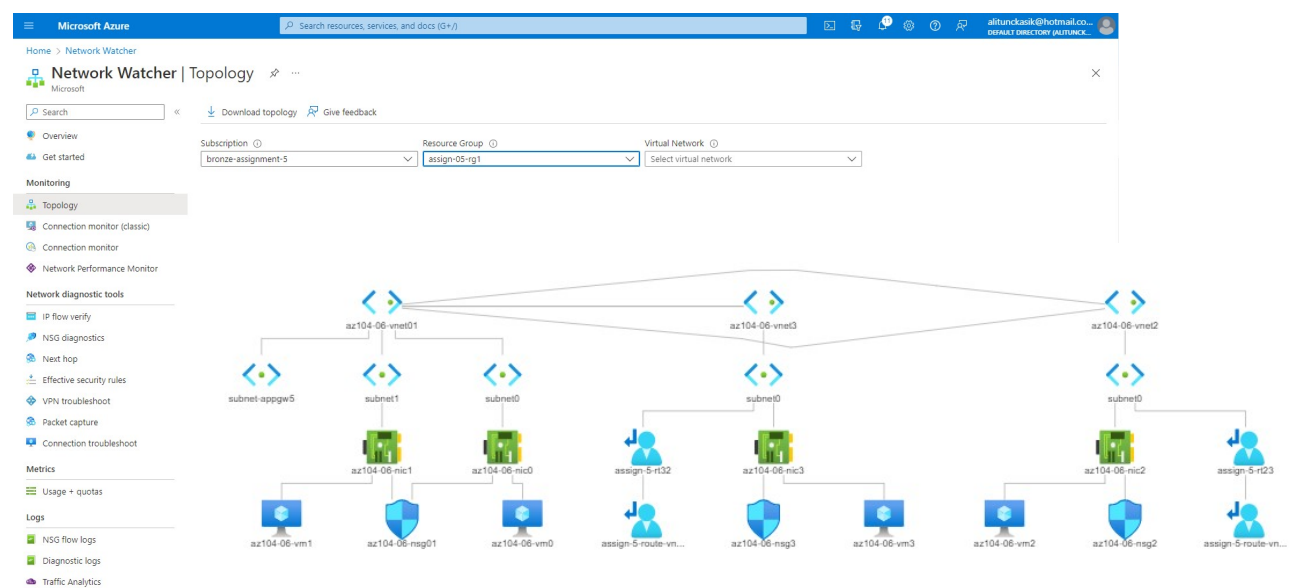 Microsoft Azure
Search resources, services, and docs (G+/)
11
alitunckasik@hotmail.co...
DEFAULT DIRECTORY (ALITUNCK...
Home > Network Watcher
Network Watcher | Topology
Microsoft
Search
Download topology
Give feedback
Overview
Get started
Subscription
Resource Group
Virtual Network
bronze-assignment-5
assign-05-rg1
Select virtual network
Monitoring
Topology
Connection monitor (classic)
Connection monitor
Network Performance Monitor
Network diagnostic tools
IP flow verify
NSG diagnostics
Next hop
Effective security rules
VPN troubleshoot
Packet capture
Connection troubleshoot
Metrics
Usage + quotas
Logs
NSG flow logs
Diagnostic logs
Traffic Analytics
az104-06-vnet01
az104-06-vnet3
az104-06-vnet2
subnet-appgw5
subnet1
subnet0
subnet0
subnet0
az104-06-nic1
az104-06-nic0
assign-5-rt32
az104-06-nic3
az104-06-nic2
assign-5-rt23
az104-06-vm1
az104-06-nsg01
az104-06-vm0
assign-5-route-vn...
az104-06-nsg3
az104-06-vm3
az104-06-vm2
az104-06-nsg2
assign-5-route-vn...